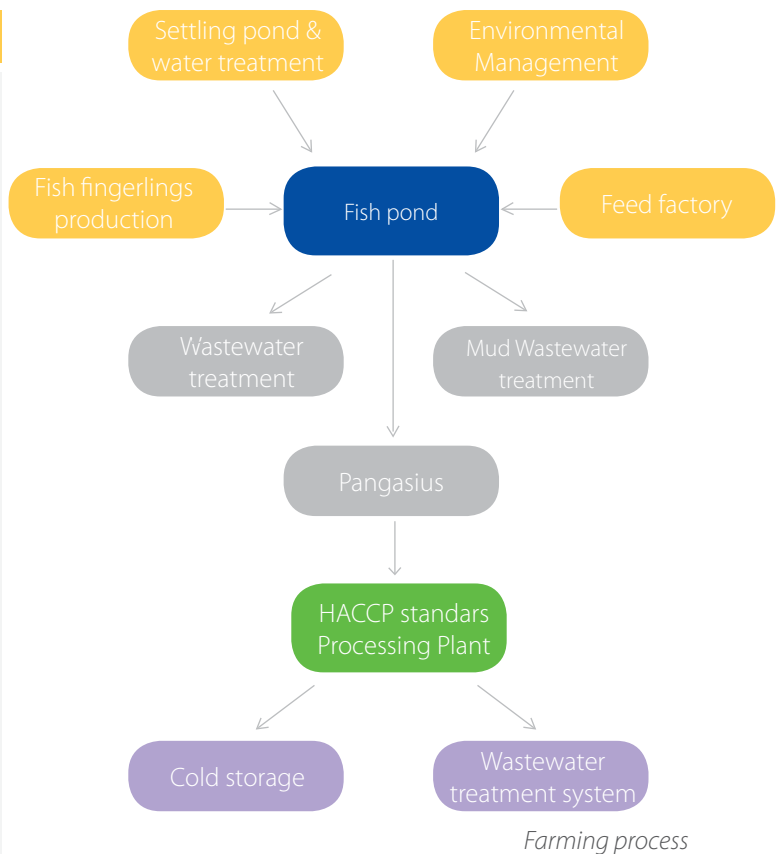 Settling pond &
water treatment
Environmental
Management
Fish fingerlings
production
Fish pond
Feed factory
Wastewater
treatment
Mud Wastewater
treatment
Pangasius
HACCP standars
Processing Plant
Cold storage
Wastewater
treatment system
Farming process